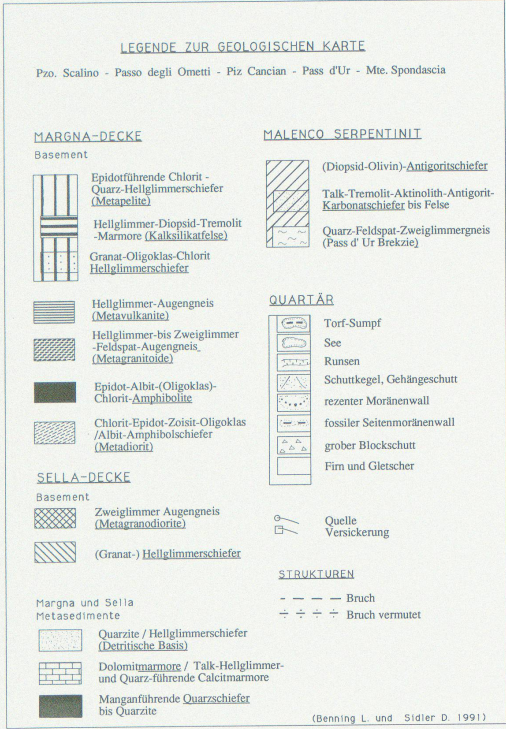 LEGENDE ZUR GEOLOGISCHEN KARTE
Pzo. Scalino - Passo degli Ometti - Piz Cancian - Pass d'Ur - Mte. Spondascia
MARGNA-DECKE
Basement
Epidotführende Chlorit -
Quarz-Hellglimmerschiefer
(Metapelite)
Hellglimmer-Diopsid-Tremolit
-Marmore (Kalksilikatfelse)
Granat-Oligoklas-Chlorit
Hellglimmerschiefer
Hellglimmer-Augengneis
(Metavulkanite)
Hellglimmer-bis Zweiglimmer
-Feldspat-Augengneis
(Metagranitoide)
Epidot-Albit-(Oligoklas)-
Chlorit-Amphibolite
Chlorit-Epidot-Zoisit-Oligoklas
/Albit-Amphibolschiefer
(Metadiorit)
SELLA-DECKE
Basement
Zweiglimmer Augengneis
(Metagranodiorite)
(Granat-) Hellglimmerschiefer
Margna und Sella
Metasedimente
Quarzite / Hellglimmerschiefer
(Detritische Basis)
Dolomitmarmore / Talk-Hellglimmer-
und Quarz-führende Calcitmarmore
Manganführende Quarzschiefer
bis Quarzite
MALENCO SERPENTINIT
(Diopsid-Olivin)-Antigoritschiefer
Talk-Tremolit-Aktinolith-Antigorit-
Karbonatschiefer bis Felse
Quarz-Feldspat-Zweiglimmergneis
(Pass d' Ur Brekzie)
QUARTÄR
Torf-Sumpf
See
Runsen
Schuttkegel, Gehängeschutt
rezenter Moränenwall
fossiler Seitenmoränenwall
grober Blockschutt
Firn und Gletscher
Quelle
Versickerung
STRUKTUREN
Bruch
Bruch vermutet
(Benning L. und Sidler D. 1991)